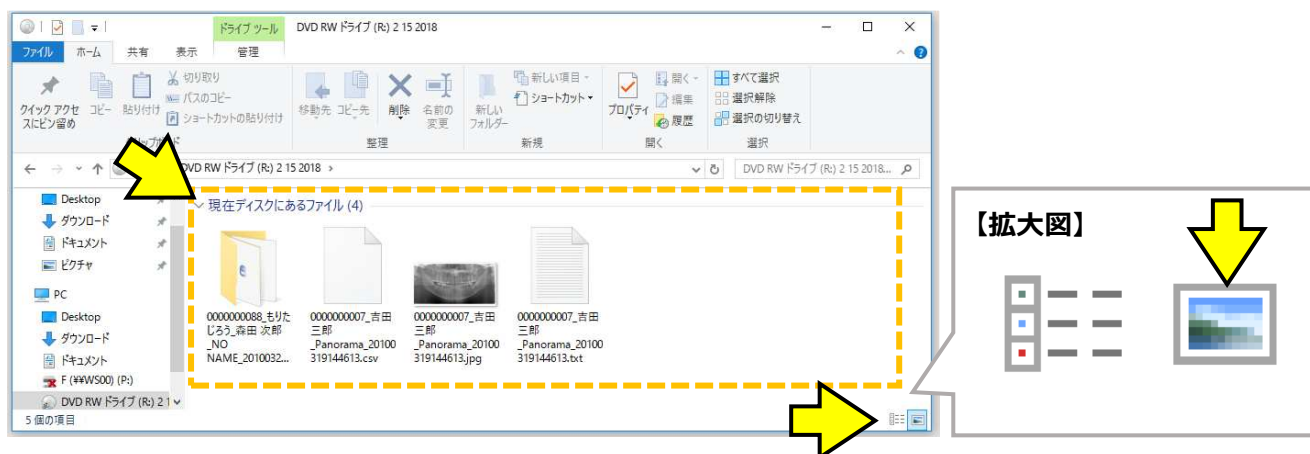 ドライブ ツール DVD RW ドライブ (R:) 2 15 2018
ファイル ホーム 共有 表示 管理
クイック アクセ
スにピン留め
コピー
貼り付け
切り取り
パスのコピー
ショートカットの貼り付け
移動先
コピー先
削除
名前の
変更
整理
新しい
フォルダー
新しい項目
ショートカット
新規
プロパティ
開く
編集
履歴
開く
すべて選択
選択解除
選択の切り替え
選択
DVD RW ドライブ (R:) 2 15 2018 ›
DVD RW ドライブ (R:) 2 15 2018...
Desktop
ダウンロード
ドキュメント
ピクチャ
PC
Desktop
ダウンロード
ドキュメント
F (¥¥WS00) (P:)
DVD RW ドライブ (R:) 2 1
現在ディスクにあるファイル (4)
0000000088_もりた
じろう_森田 次郎
_NO
NAME_2010032...
0000000007_吉田
三郎
_Panorama_20100
319144613.csv
0000000007_吉田
三郎
_Panorama_20100
319144613.jpg
0000000007_吉田
三郎
_Panorama_20100
319144613.txt
5 個の項目
【拡大図】